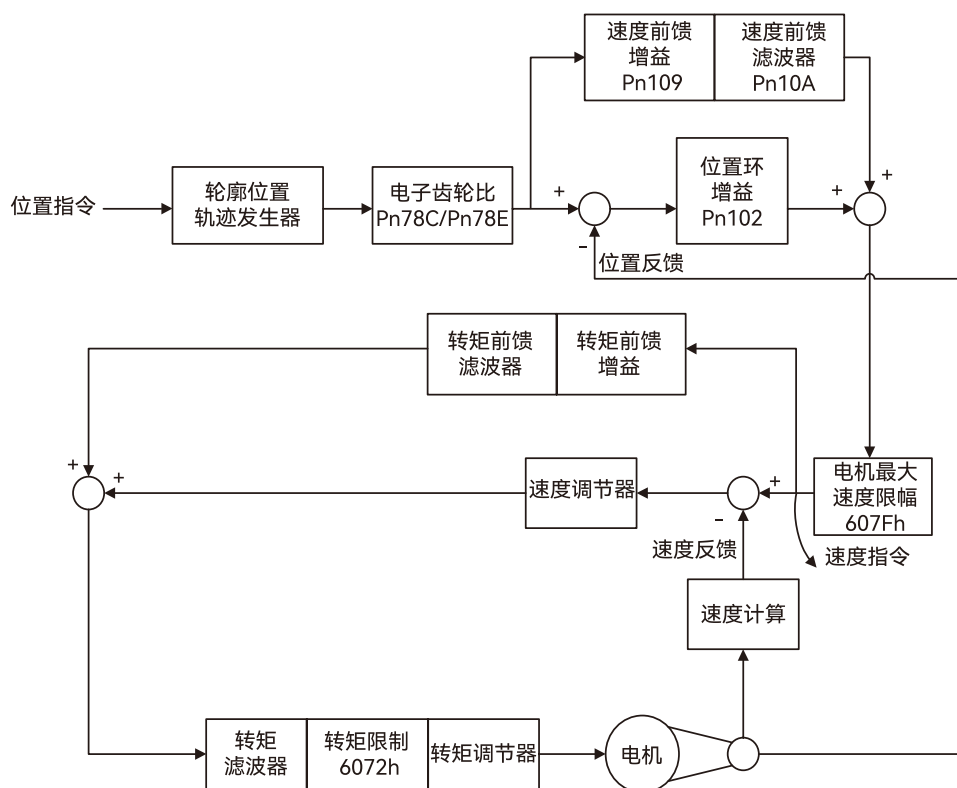 速度前馈
增益
Pn109
速度前馈
滤波器
Pn10A
位置指令
轮廓位置
轨迹发生器
电子齿轮比
Pn78C/Pn78E
+
-
位置反馈
位置环
增益
Pn102
+
+
转矩前馈
滤波器
转矩前馈
增益
+
+
速度调节器
+
-
速度反馈
电机最大
速度限幅
607Fh
速度指令
速度计算
转矩
滤波器
转矩限制
6072h
转矩调节器
电机